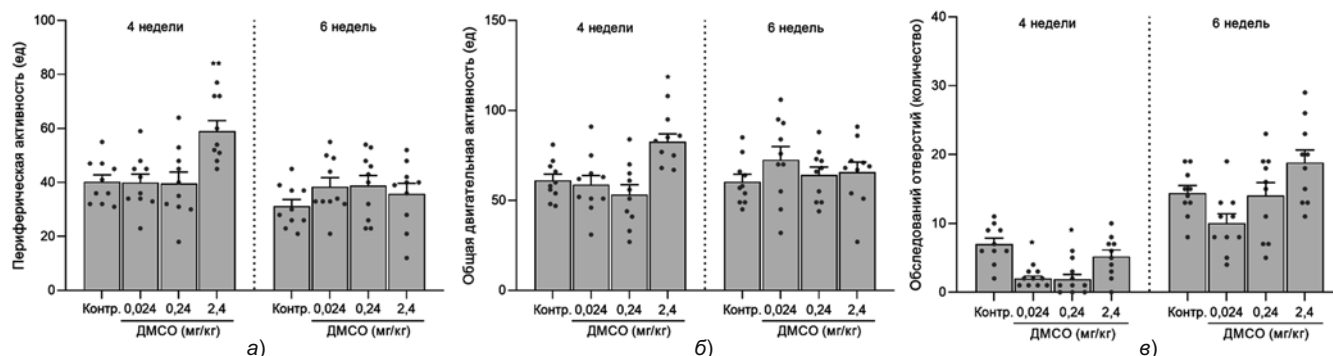 Периферическая активность (ед)
100
80
60
40
20
0
4 недели
6 недель
**
Контр. 0,024 0,24 2,4
ДМСО (мг/кг)
Контр. 0,024 0,24 2,4
ДМСО (мг/кг)
а)
Общая двигательная активность (ед)
150
100
50
0
4 недели
6 недель
*
Контр. 0,024 0,24 2,4
ДМСО (мг/кг)
Контр. 0,024 0,24 2,4
ДМСО (мг/кг)
б)
Обследований отверстий (количество)
40
30
20
10
0
4 недели
6 недель
*
*
Контр. 0,024 0,24 2,4
ДМСО (мг/кг)
Контр. 0,024 0,24 2,4
ДМСО (мг/кг)
в)